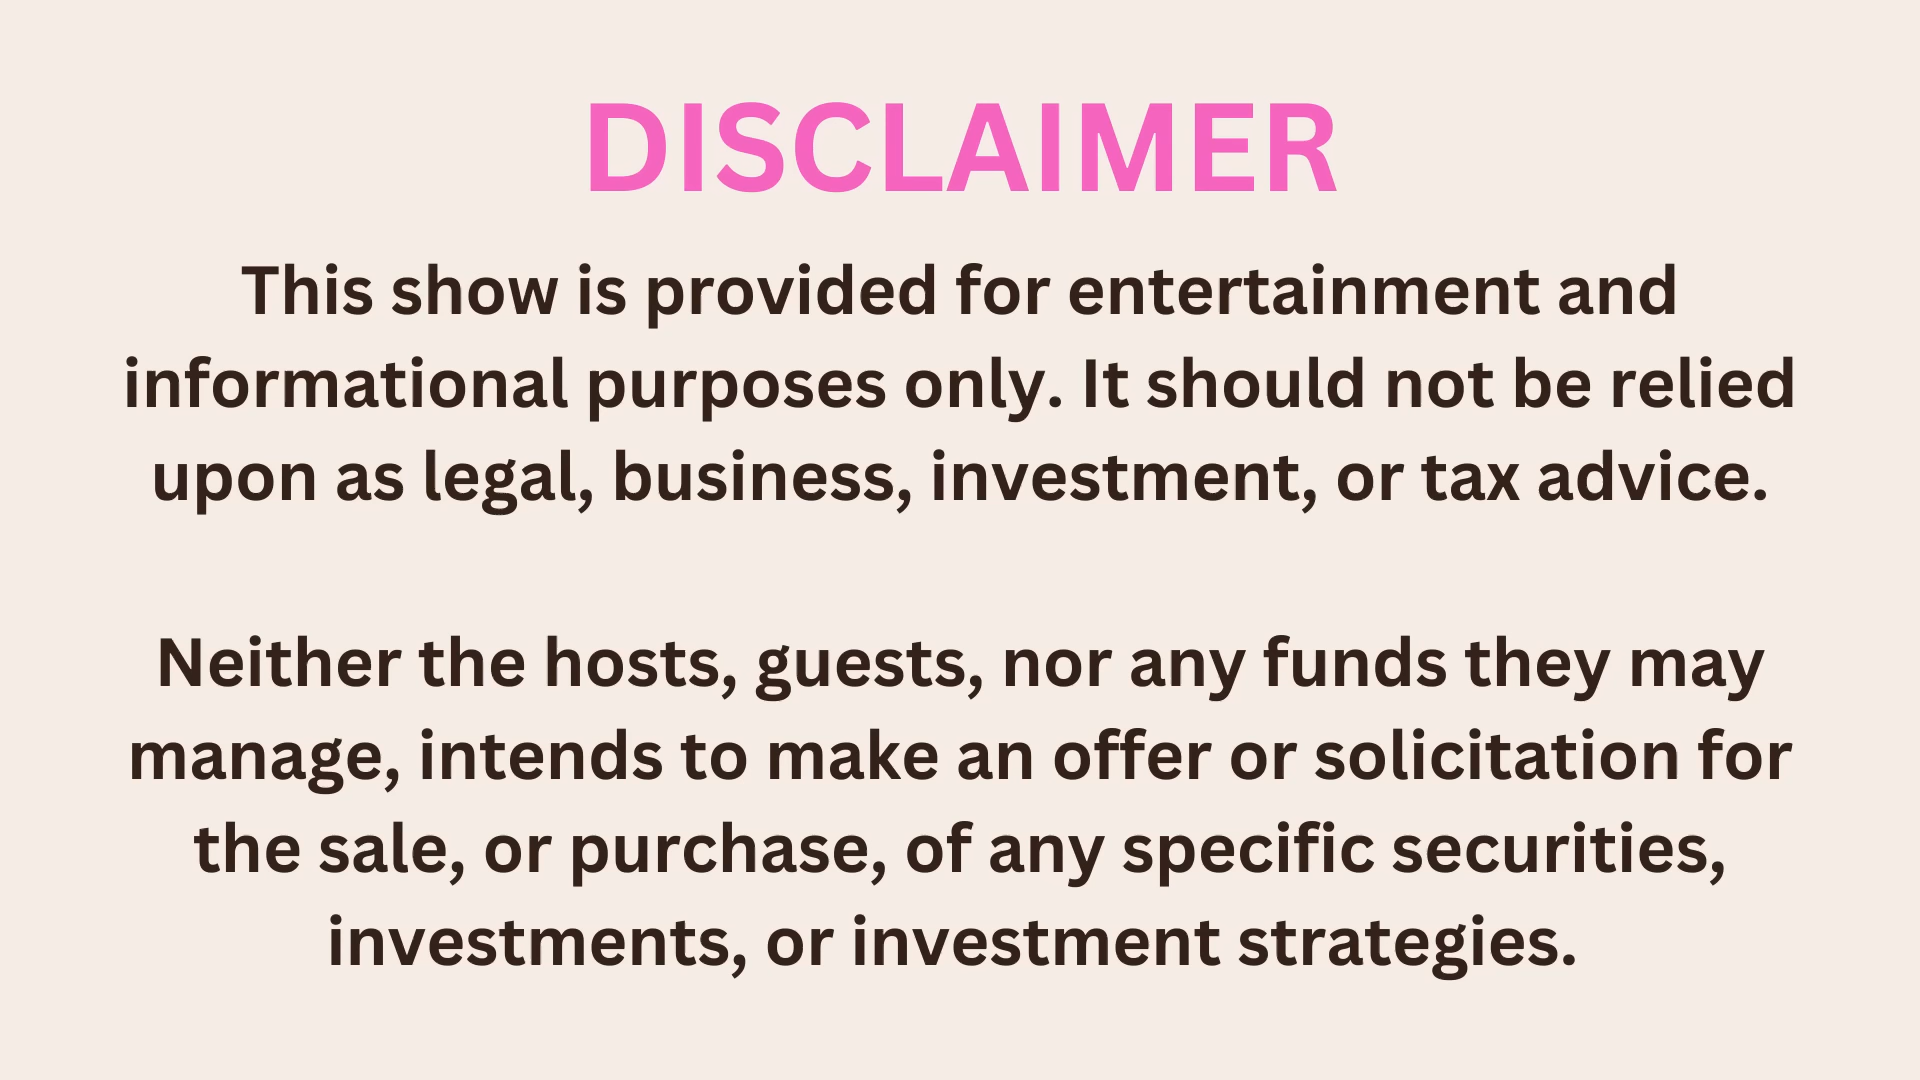 DISCLAIMER
This show is provided for entertainment and
informational purposes only. It should not be relied
upon as legal, business, investment, or tax advice.
Neither the hosts, guests, nor any funds they may
manage, intends to make an offer or solicitation for
the sale, or purchase, of any specific securities,
investments, or investment strategies.